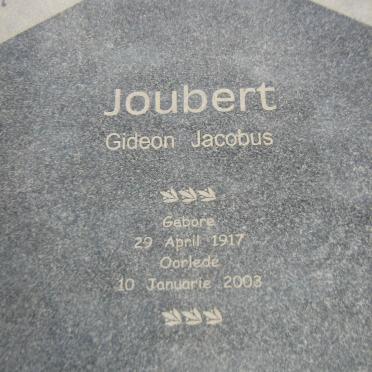 Joubert
Gideon Jacobus
Gebore
29 April 1917
Oorlede
10 Januarie 2003